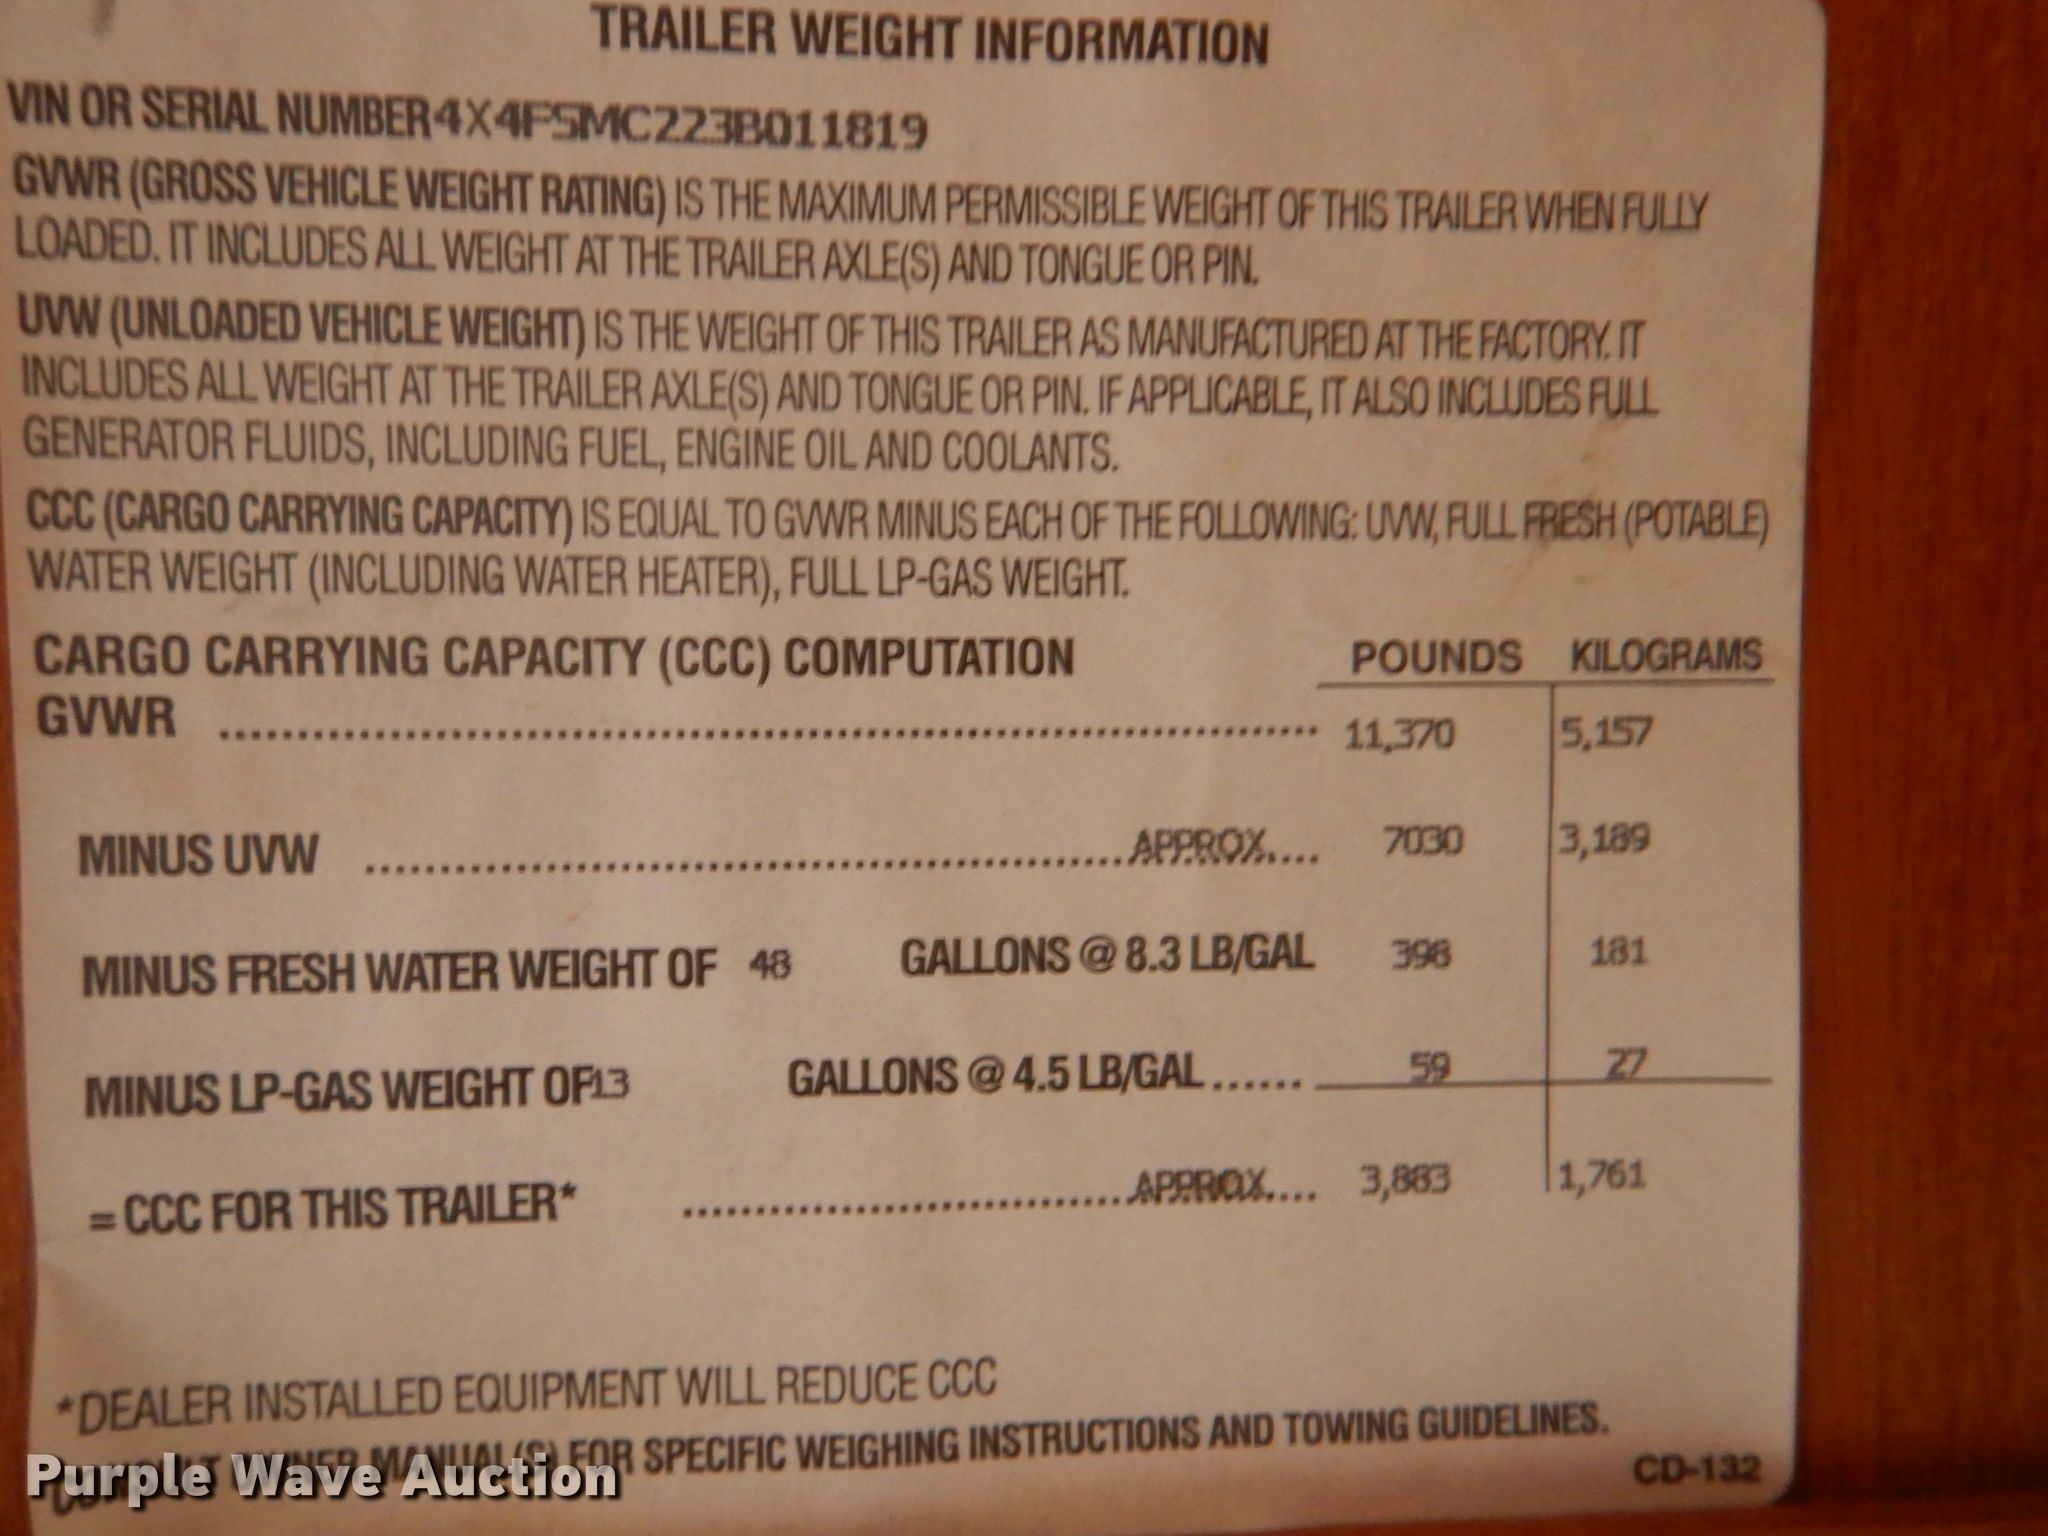 TRAILER WEIGHT INFORMATION
VIN OR SERIAL NUMBER 4X4FSMC223B011819
GVWR (GROSS VEHICLE WEIGHT RATING) IS THE MAXIMUM PERMISSIBLE WEIGHT OF THIS TRAILER WHEN FULLY
LOADED. IT INCLUDES ALL WEIGHT AT THE TRAILER AXLE(S) AND TONGUE OR PIN.
UVW (UNLOADED VEHICLE WEIGHT) IS THE WEIGHT OF THIS TRAILER AS MANUFACTURED AT THE FACTORY. IT
INCLUDES ALL WEIGHT AT THE TRAILER AXLE(S) AND TONGUE OR PIN. IF APPLICABLE, IT ALSO INCLUDES FULL
GENERATOR FLUIDS, INCLUDING FUEL, ENGINE OIL AND COOLANTS.
CCC (CARGO CARRYING CAPACITY) IS EQUAL TO GVWR MINUS EACH OF THE FOLLOWING: UVW, FULL FRESH (POTABLE)
WATER WEIGHT (INCLUDING WATER HEATER), FULL LP-GAS WEIGHT.
CARGO CARRYING CAPACITY (CCC) COMPUTATION POUNDS KILOGRAMS
GVWR 11,370 5,157
MINUS UVW APPROX. 7030 3,189
MINUS FRESH WATER WEIGHT OF 48 GALLONS @ 8.3 LB/GAL 398 181
MINUS LP-GAS WEIGHT OF 13 GALLONS @ 4.5 LB/GAL 59 27
= CCC FOR THIS TRAILER* APPROX. 3,883 1,761
*DEALER INSTALLED EQUIPMENT WILL REDUCE CCC
CONSULT OWNER MANUAL(S) FOR SPECIFIC WEIGHING INSTRUCTIONS AND TOWING GUIDELINES.
CD-132
Purple Wave Auction